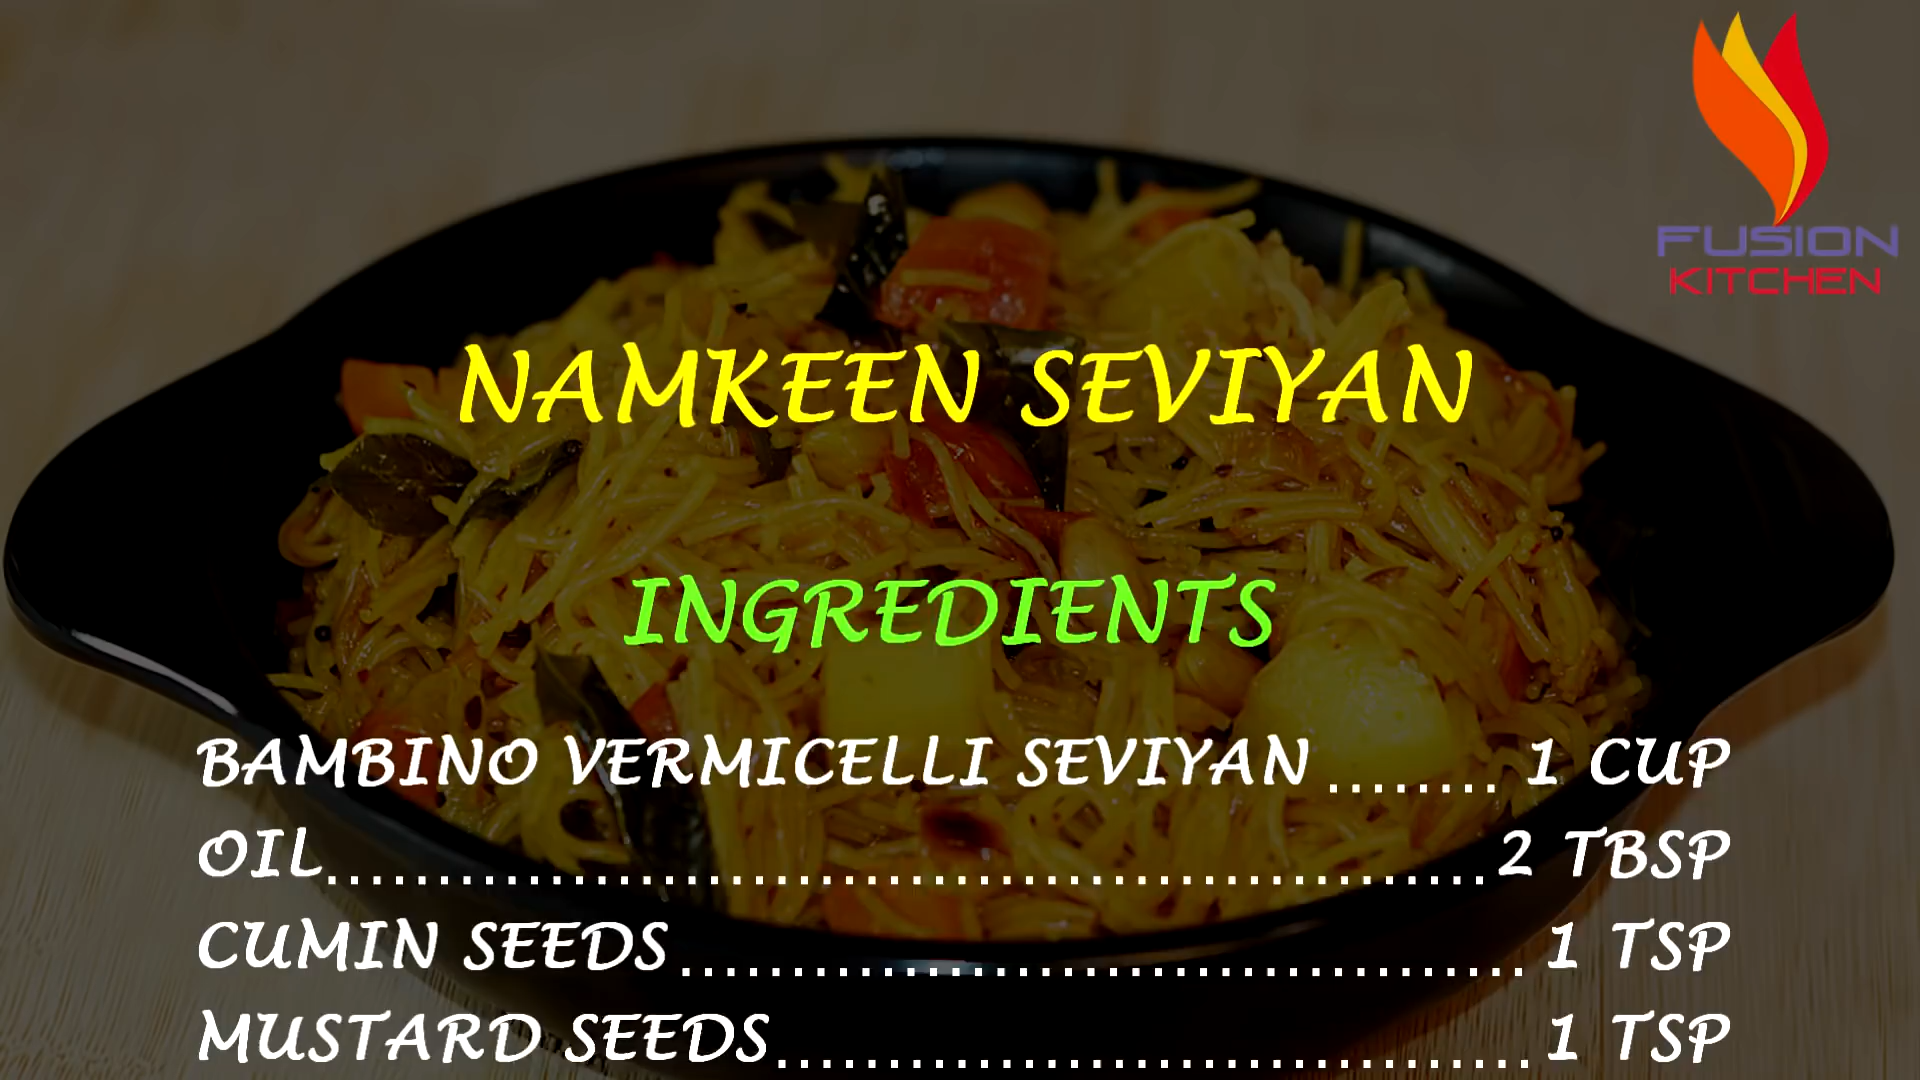 FUSION
KITCHEN
NAMKEEN SEVIYAN
INGREDIENTS
BAMBINO VERMICELLI SEVIYAN ........ 1 CUP
OIL................................................... 2 TBSP
CUMIN SEEDS ..................................... 1 TSP
MUSTARD SEEDS................................. 1 TSP